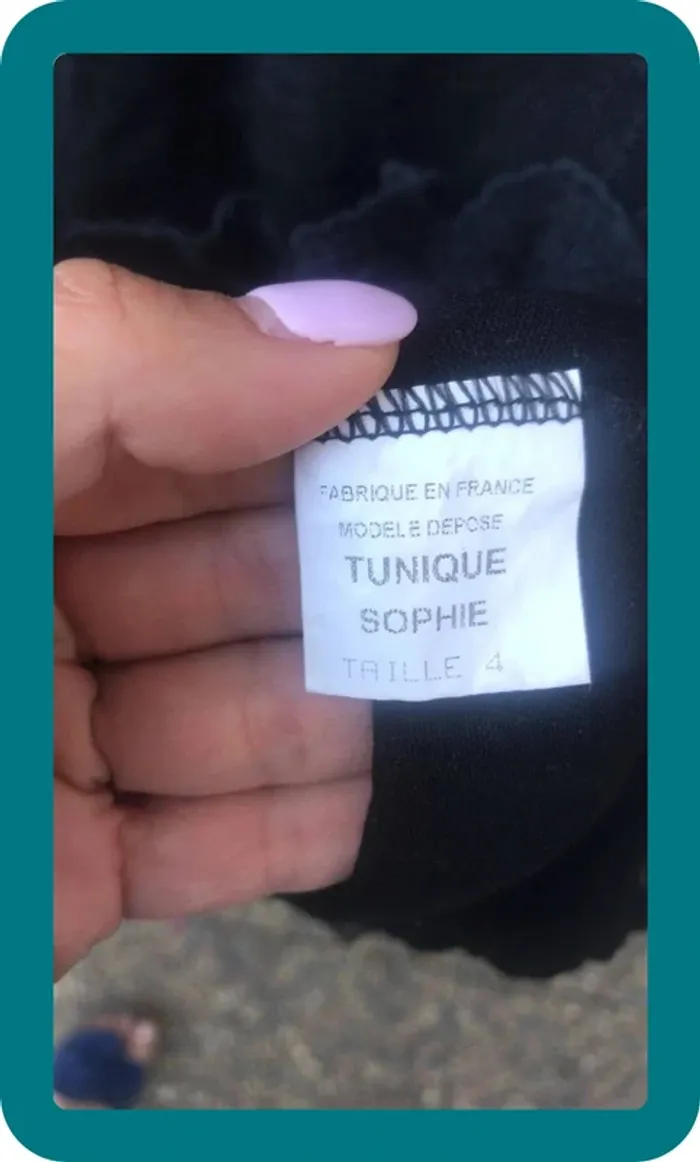 FABRIQUE EN FRANCE
MODELE DEPOSE
TUNIQUE
SOPHIE
TAILLE 4